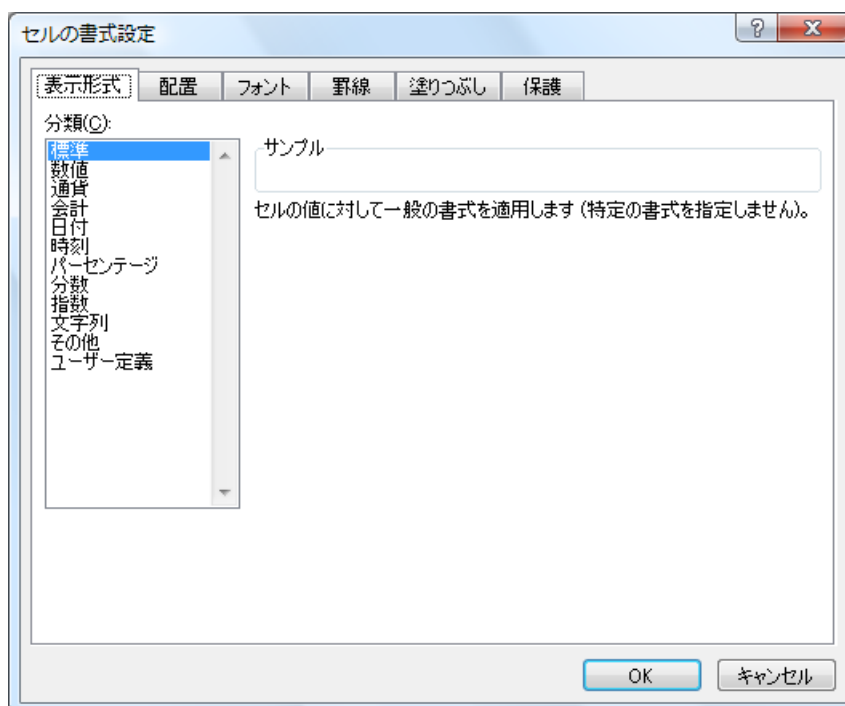 セルの書式設定
?
表示形式 配置 フォント 罫線 塗りつぶし 保護
分類(C):
標準
数値
通貨
会計
日付
時刻
パーセンテージ
分数
指数
文字列
その他
ユーザー定義
サンプル
セルの値に対して一般の書式を適用します (特定の書式を指定しません)。
OK キャンセル